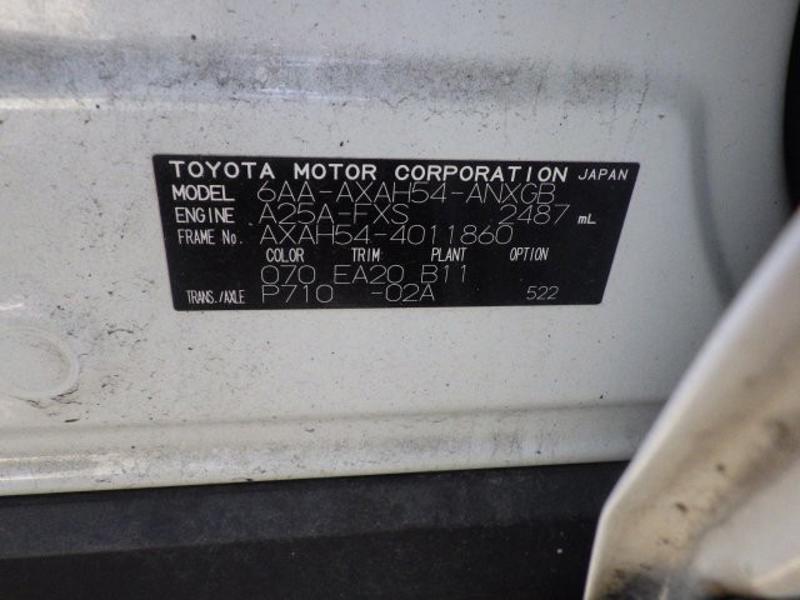 TOYOTA MOTOR CORPORATION JAPAN
MODEL 6AA-AXAH54-ANXGB
ENGINE A25A-FXS 2487 mL
FRAME No. AXAH54-4011860
COLOR TRIM PLANT OPTION
070 EA20 B11
TRANS./AXLE P710 -02A 522